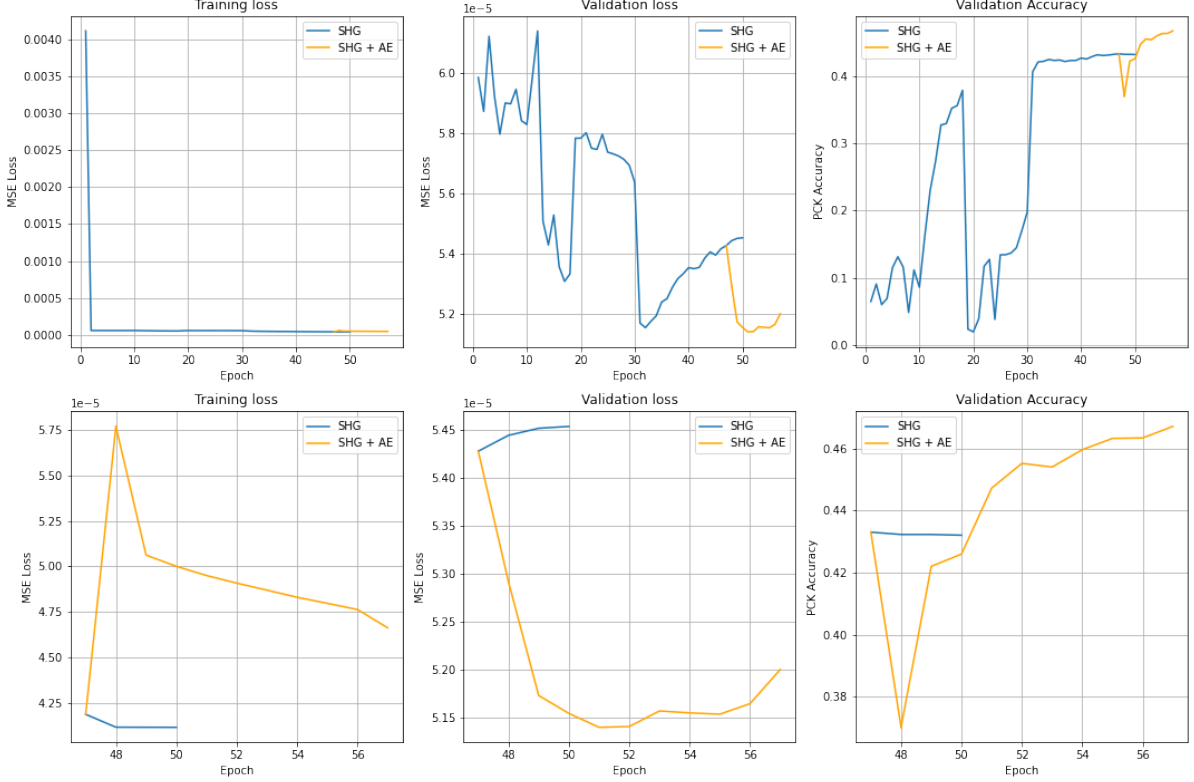 Training loss
0.0040
0.0035
0.0030
0.0025
0.0020
0.0015
0.0010
0.0005
0.0000
MSE Loss
0 10 20 30 40 50
Epoch
SHG
SHG + AE
Validation loss
1e−5
6.0
5.8
5.6
5.4
5.2
MSE Loss
0 10 20 30 40 50
Epoch
SHG
SHG + AE
Validation Accuracy
0.4
0.3
0.2
0.1
0.0
PCK Accuracy
0 10 20 30 40 50
Epoch
SHG
SHG + AE
Training loss
1e−5
5.75
5.50
5.25
5.00
4.75
4.50
4.25
MSE Loss
48 50 52 54 56
Epoch
SHG
SHG + AE
Validation loss
1e−5
5.45
5.40
5.35
5.30
5.25
5.20
5.15
MSE Loss
48 50 52 54 56
Epoch
SHG
SHG + AE
Validation Accuracy
0.46
0.44
0.42
0.40
0.38
PCK Accuracy
48 50 52 54 56
Epoch
SHG
SHG + AE